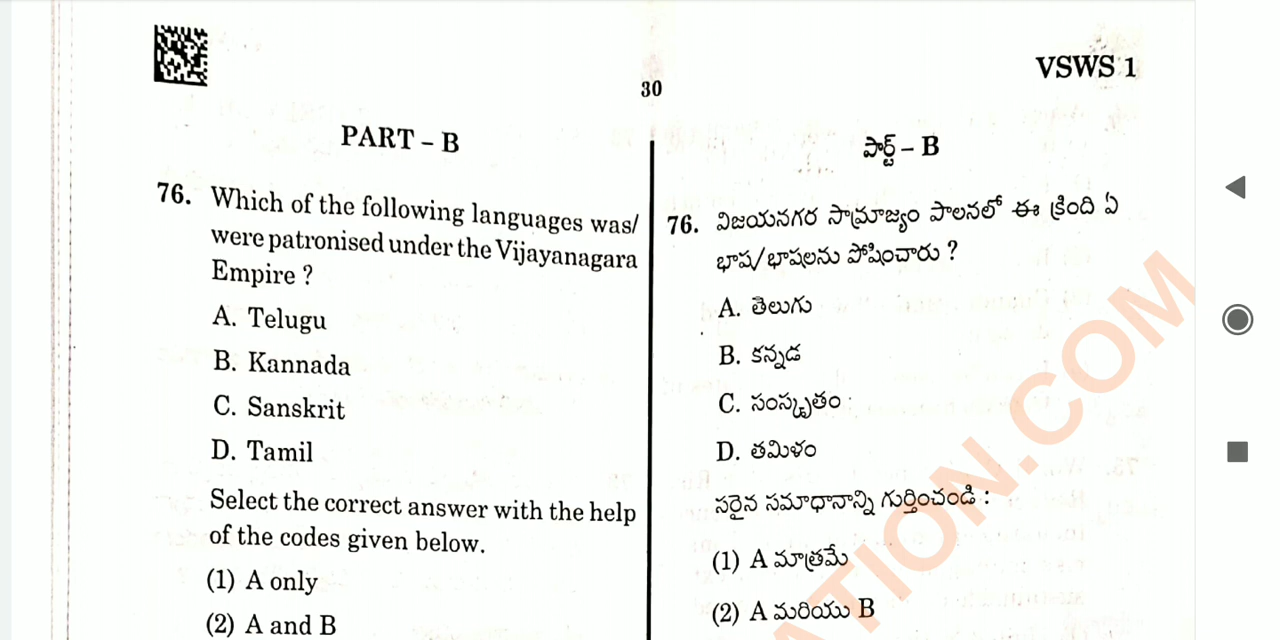 VSWS 1
30
PART – B
76. Which of the following languages was/
were patronised under the Vijayanagara
Empire ?
A. Telugu
B. Kannada
C. Sanskrit
D. Tamil
Select the correct answer with the help
of the codes given below.
(1) A only
(2) A and B
పార్ట్ – B
76. విజయనగర సామ్రాజ్యం పాలనలో ఈ క్రింది ఏ
భాష/భాషలను పోషించారు ?
A. తెలుగు
B. కన్నడ
C. సంస్కృతం
D. తమిళం
సరైన సమాధానాన్ని గుర్తించండి :
(1) A మాత్రమే
(2) A మరియు B
ATION.COM